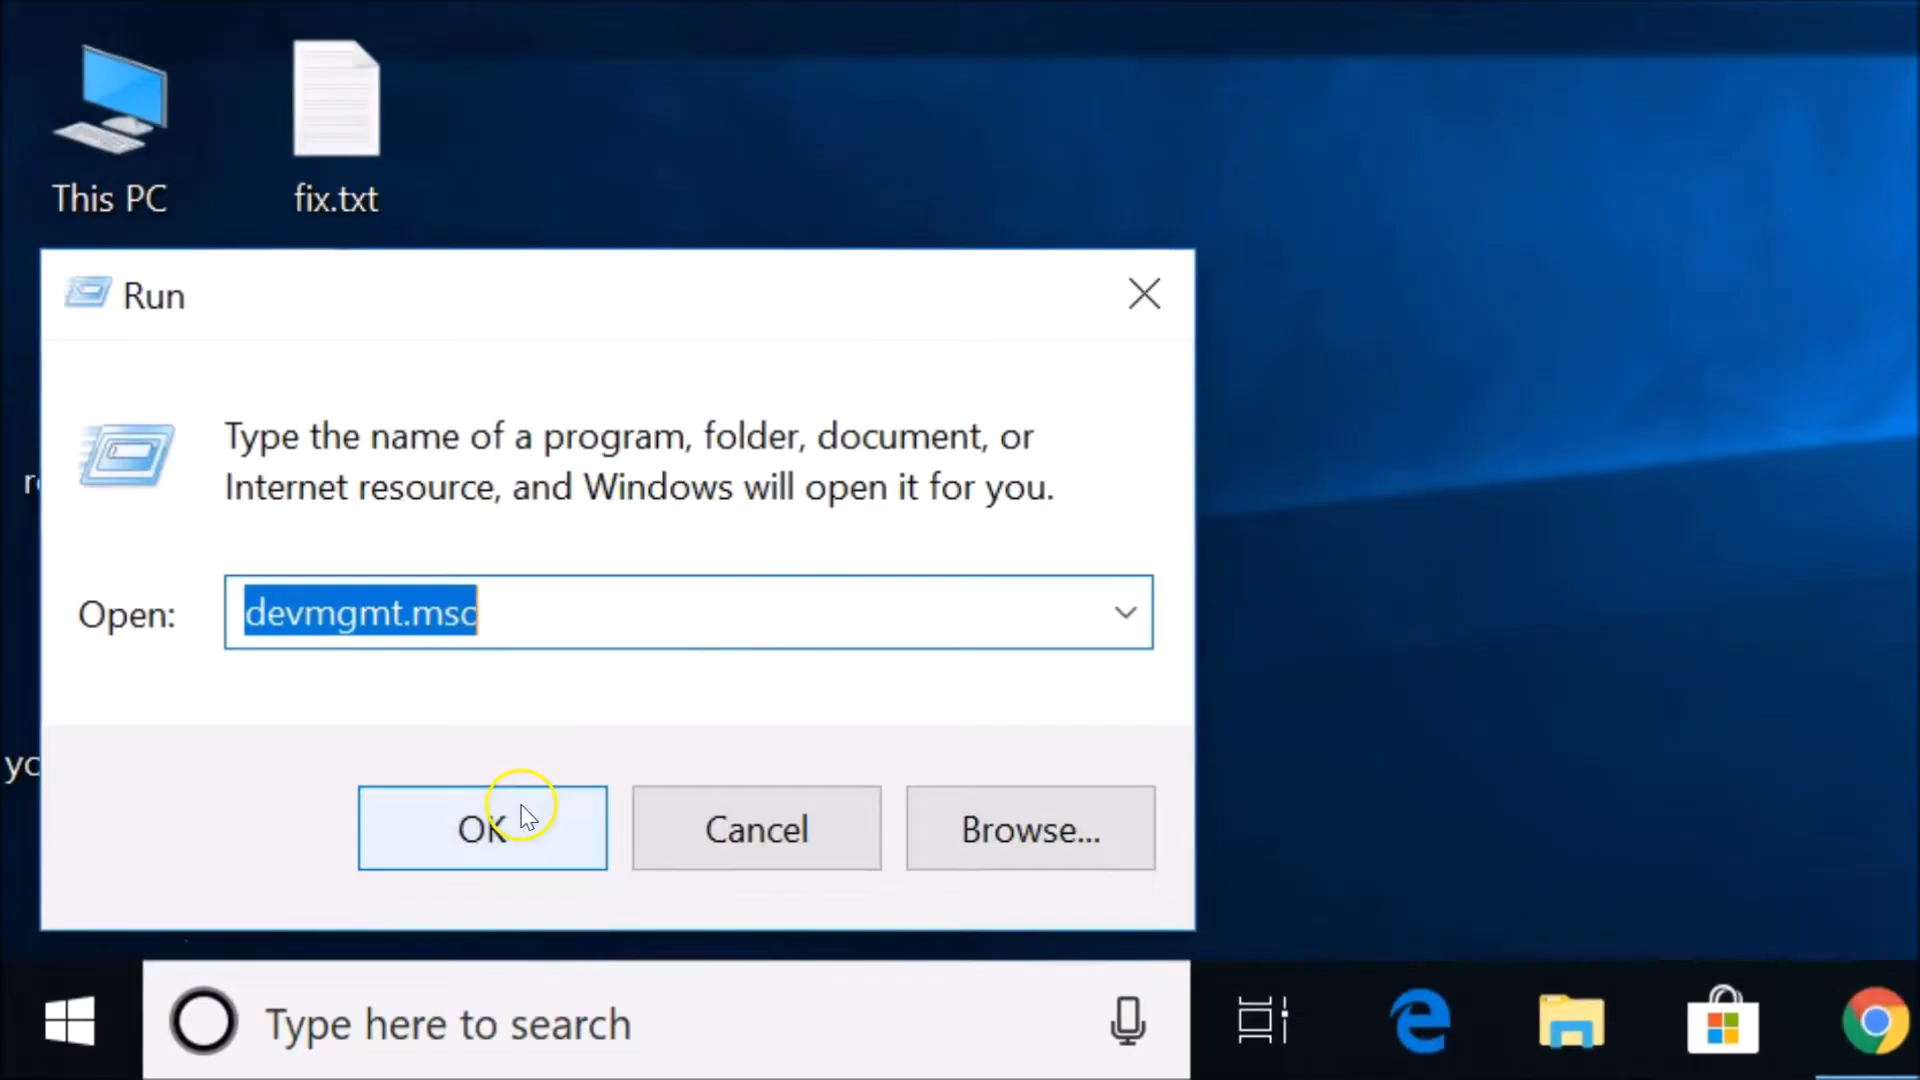 This PC
fix.txt
Run
Type the name of a program, folder, document, or
Internet resource, and Windows will open it for you.
Open:
devmgmt.msc
OK
Cancel
Browse...
Type here to search